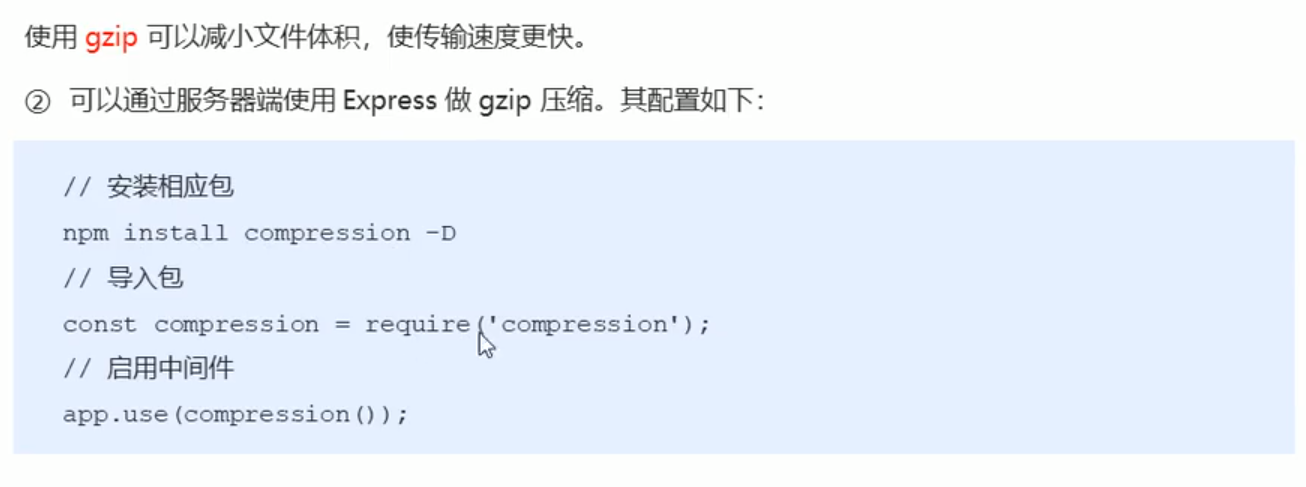 使用 gzip 可以减小文件体积，使传输速度更快。
② 可以通过服务器端使用 Express 做 gzip 压缩。其配置如下：
// 安装相应包
npm install compression -D
// 导入包
const compression = require('compression');
// 启用中间件
app.use(compression());